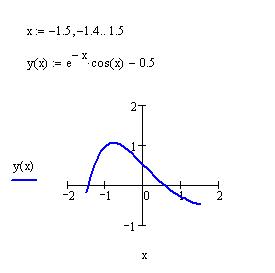 x := −1.5,−1.4..1.5
y(x) := e^{−x}·cos(x) − 0.5
2
1
y(x)
−2 −1 0 1 2
−1
x